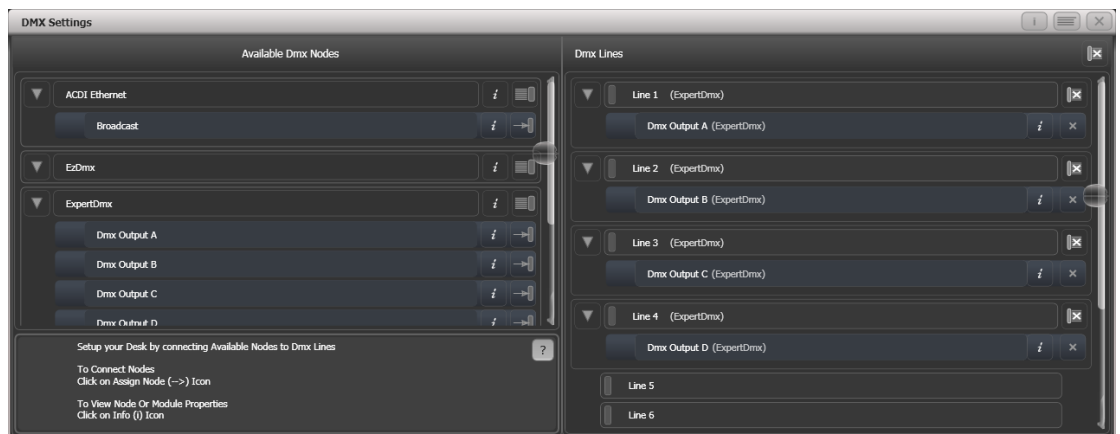 DMX Settings
i
Available Dmx Nodes
ACDI Ethernet
i
Broadcast
i
EzDmx
i
ExpertDmx
i
Dmx Output A
i
Dmx Output B
i
Dmx Output C
i
Dmx Output D
i
Setup your Desk by connecting Available Nodes to Dmx Lines
?
To Connect Nodes
Click on Assign Node (-->) Icon
To View Node Or Module Properties
Click on Info (i) Icon
Dmx Lines
Line 1 (ExpertDmx)
Dmx Output A (ExpertDmx)
i
Line 2 (ExpertDmx)
Dmx Output B (ExpertDmx)
i
Line 3 (ExpertDmx)
Dmx Output C (ExpertDmx)
i
Line 4 (ExpertDmx)
Dmx Output D (ExpertDmx)
i
Line 5
Line 6